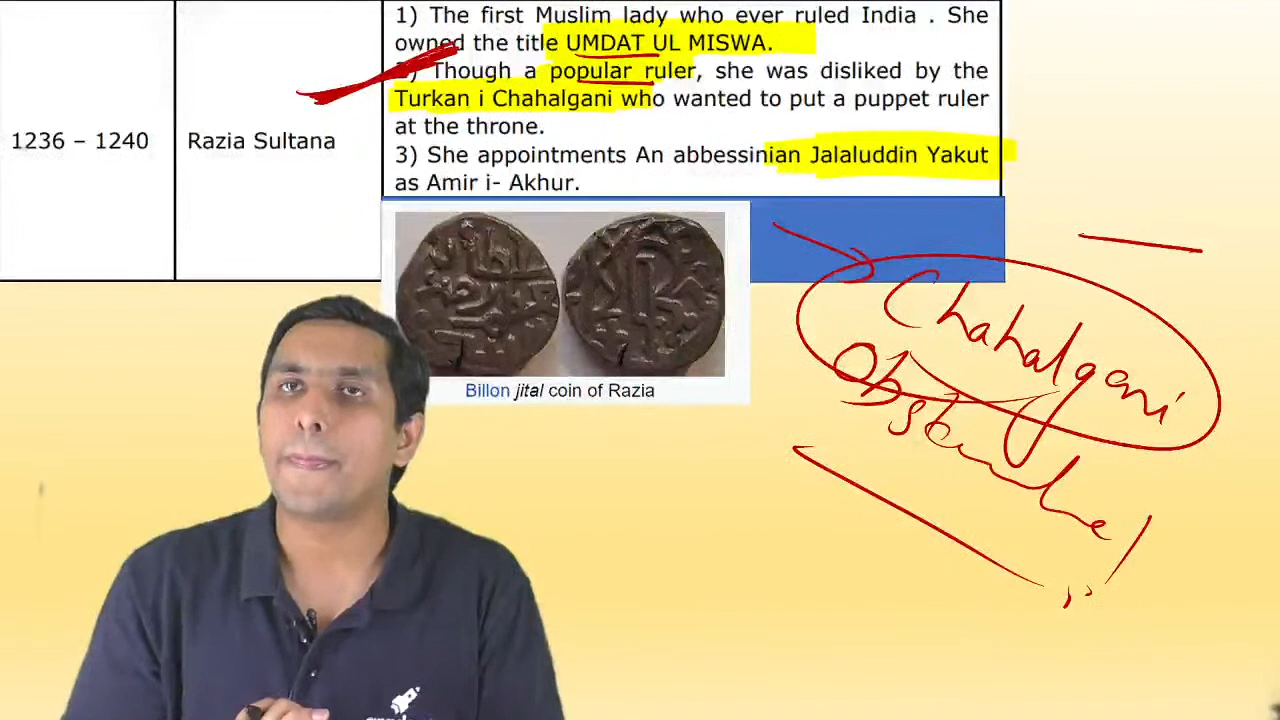 1) The first Muslim lady who ever ruled India . She
owned the title UMDAT UL MISWA.
2) Though a popular ruler, she was disliked by the
Turkan i Chahalgani who wanted to put a puppet ruler
at the throne.
3) She appointments An abbessinian Jalaluddin Yakut
as Amir i- Akhur.
1236 – 1240
Razia Sultana
Billon jital coin of Razia
Chahalgani